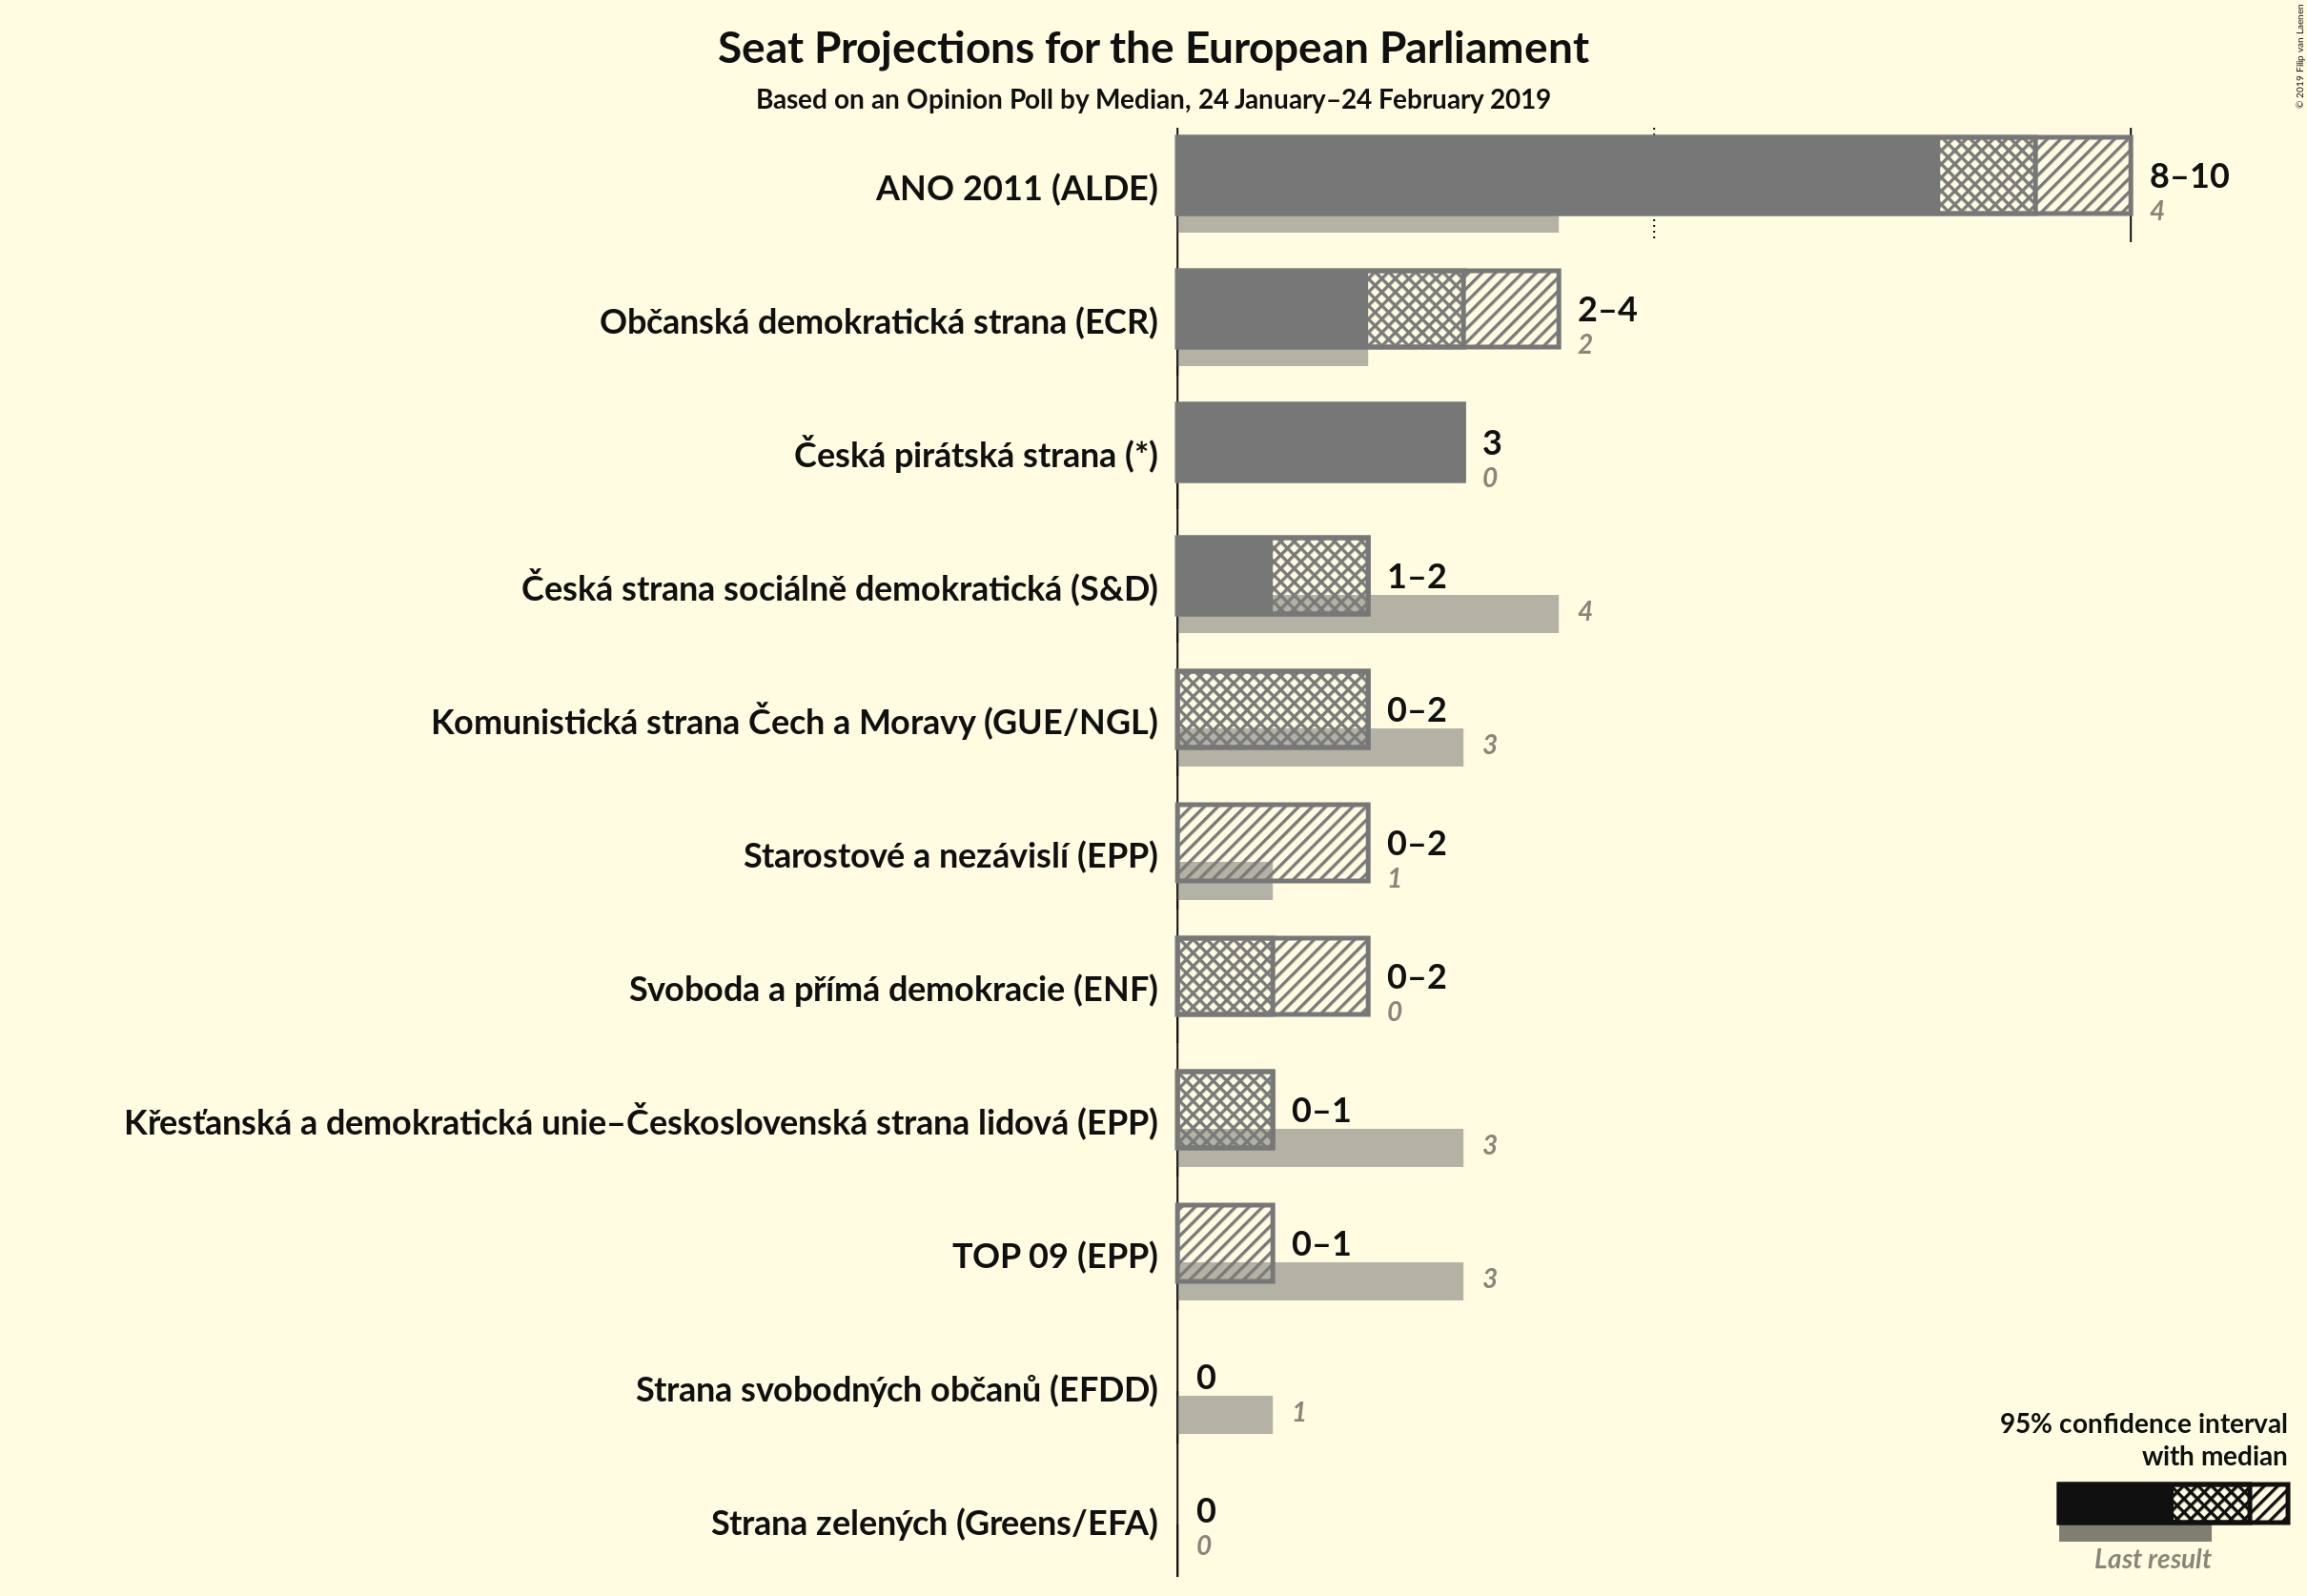 Seat Projections for the European Parliament
Based on an Opinion Poll by Median, 24 January–24 February 2019
© 2019 Filip van Laenen
ANO 2011 (ALDE)
8–10
4
Občanská demokratická strana (ECR)
2–4
2
Česká pirátská strana (*)
3
0
Česká strana sociálně demokratická (S&D)
1–2
4
Komunistická strana Čech a Moravy (GUE/NGL)
0–2
3
Starostové a nezávislí (EPP)
0–2
1
Svoboda a přímá demokracie (ENF)
0–2
0
Křesťanská a demokratická unie–Československá strana lidová (EPP)
0–1
3
TOP 09 (EPP)
0–1
3
Strana svobodných občanů (EFDD)
0
1
Strana zelených (Greens/EFA)
0
0
95% confidence interval
with median
Last result